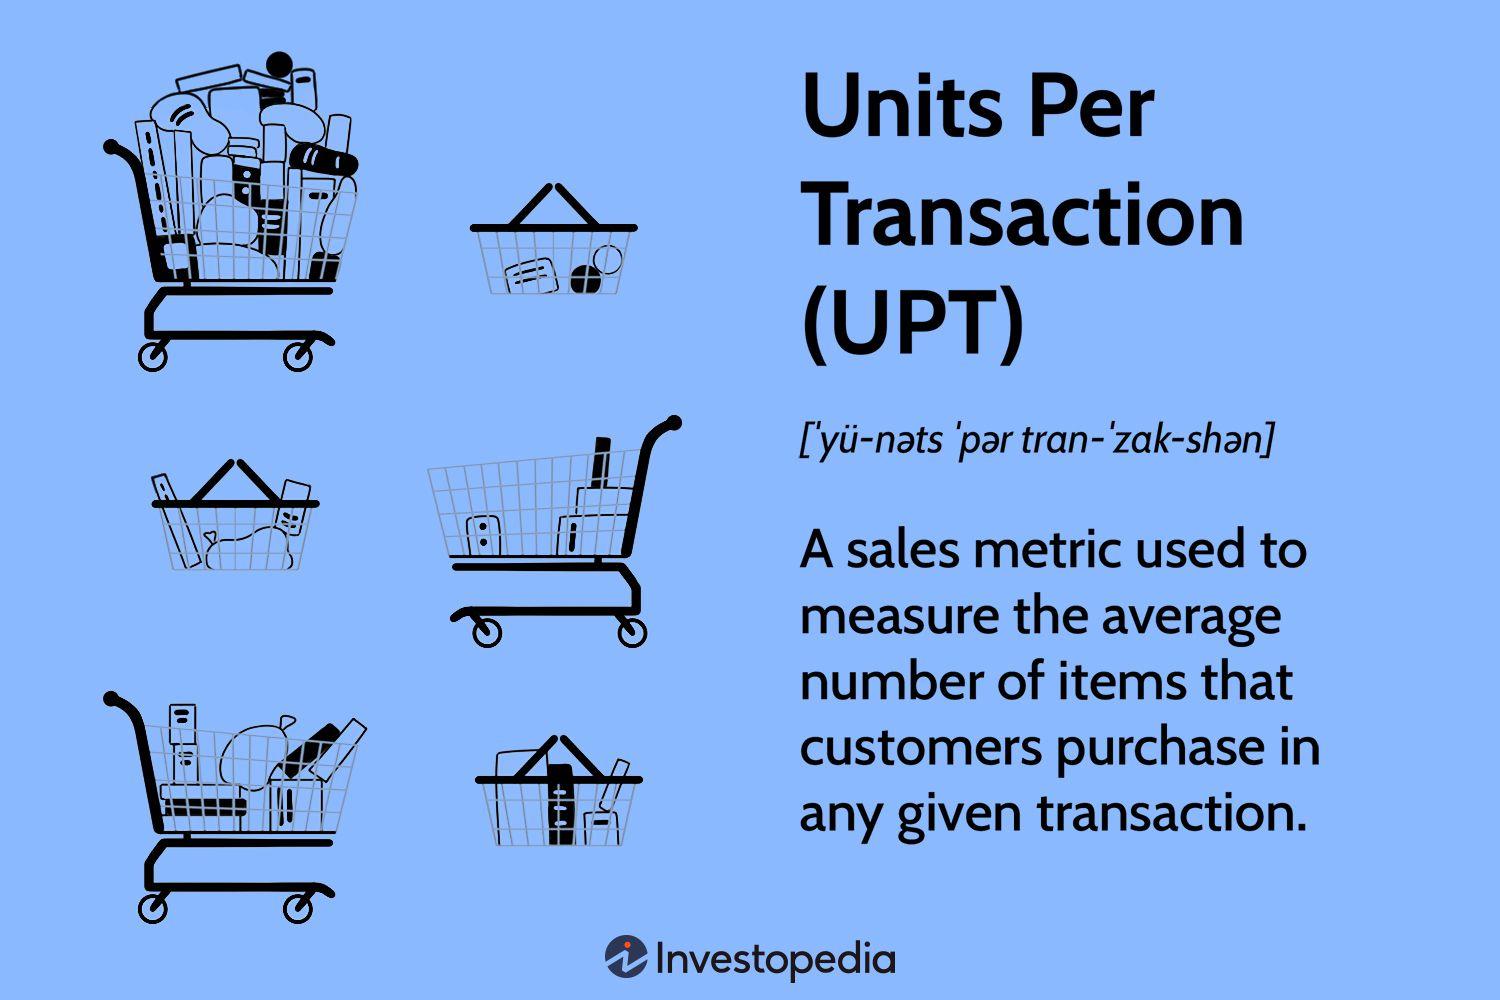 Units Per
Transaction
(UPT)
[ˈyü-nəts ˈpər tran-ˈzak-shən]
A sales metric used to
measure the average
number of items that
customers purchase in
any given transaction.
Investopedia